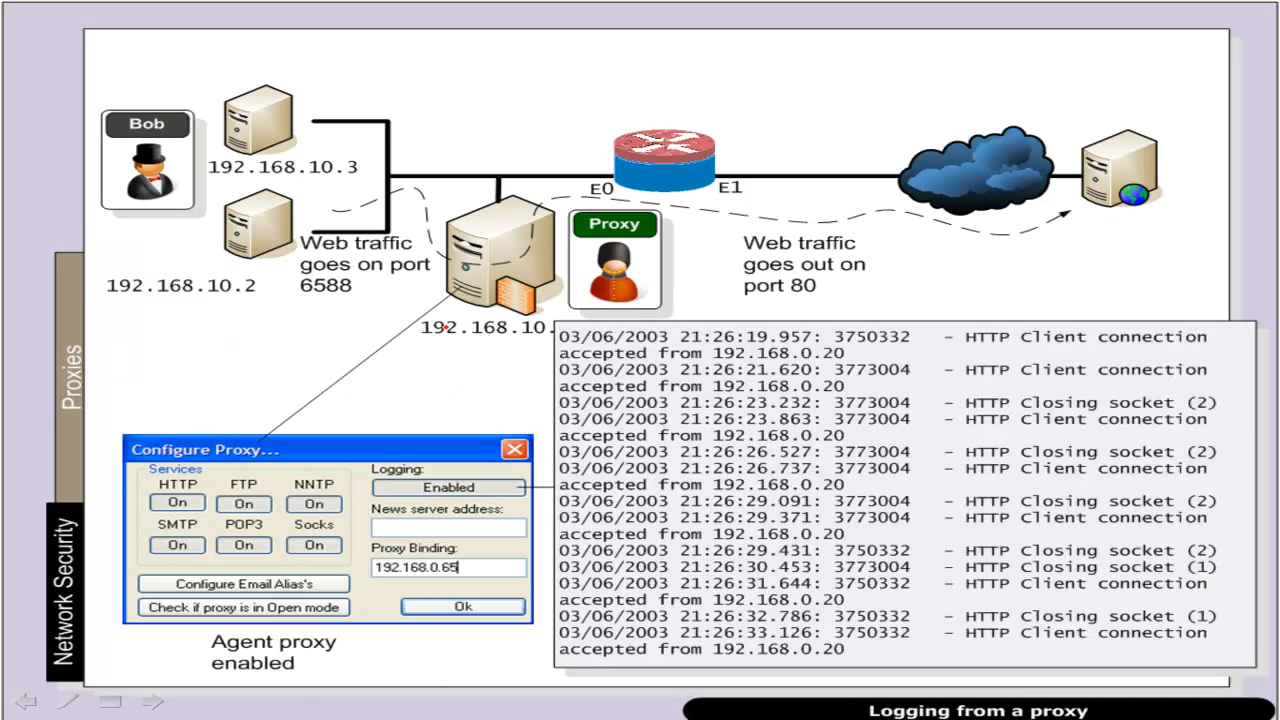 Bob
192.168.10.3
192.168.10.2
Web traffic
goes on port
6588
E0
E1
Proxy
192.168.10.
Web traffic
goes out on
port 80
Configure Proxy...
Services
HTTP FTP NNTP
On On On
SMTP POP3 Socks
On On On
Configure Email Alias's
Check if proxy is in Open mode
Logging:
Enabled
News server address:
Proxy Binding:
192.168.0.65
Ok
Agent proxy
enabled
03/06/2003 21:26:19.957: 3750332 - HTTP Client connection
accepted from 192.168.0.20
03/06/2003 21:26:21.620: 3773004 - HTTP Client connection
accepted from 192.168.0.20
03/06/2003 21:26:23.232: 3773004 - HTTP Closing socket (2)
03/06/2003 21:26:23.863: 3773004 - HTTP Client connection
accepted from 192.168.0.20
03/06/2003 21:26:26.527: 3773004 - HTTP Closing socket (2)
03/06/2003 21:26:26.737: 3773004 - HTTP Client connection
accepted from 192.168.0.20
03/06/2003 21:26:29.091: 3773004 - HTTP Closing socket (2)
03/06/2003 21:26:29.371: 3773004 - HTTP Client connection
accepted from 192.168.0.20
03/06/2003 21:26:29.431: 3750332 - HTTP Closing socket (2)
03/06/2003 21:26:30.453: 3773004 - HTTP Closing socket (1)
03/06/2003 21:26:31.644: 3750332 - HTTP Client connection
accepted from 192.168.0.20
03/06/2003 21:26:32.786: 3750332 - HTTP Closing socket (1)
03/06/2003 21:26:33.126: 3750332 - HTTP Client connection
accepted from 192.168.0.20
Proxies
Network Security
Logging from a proxy